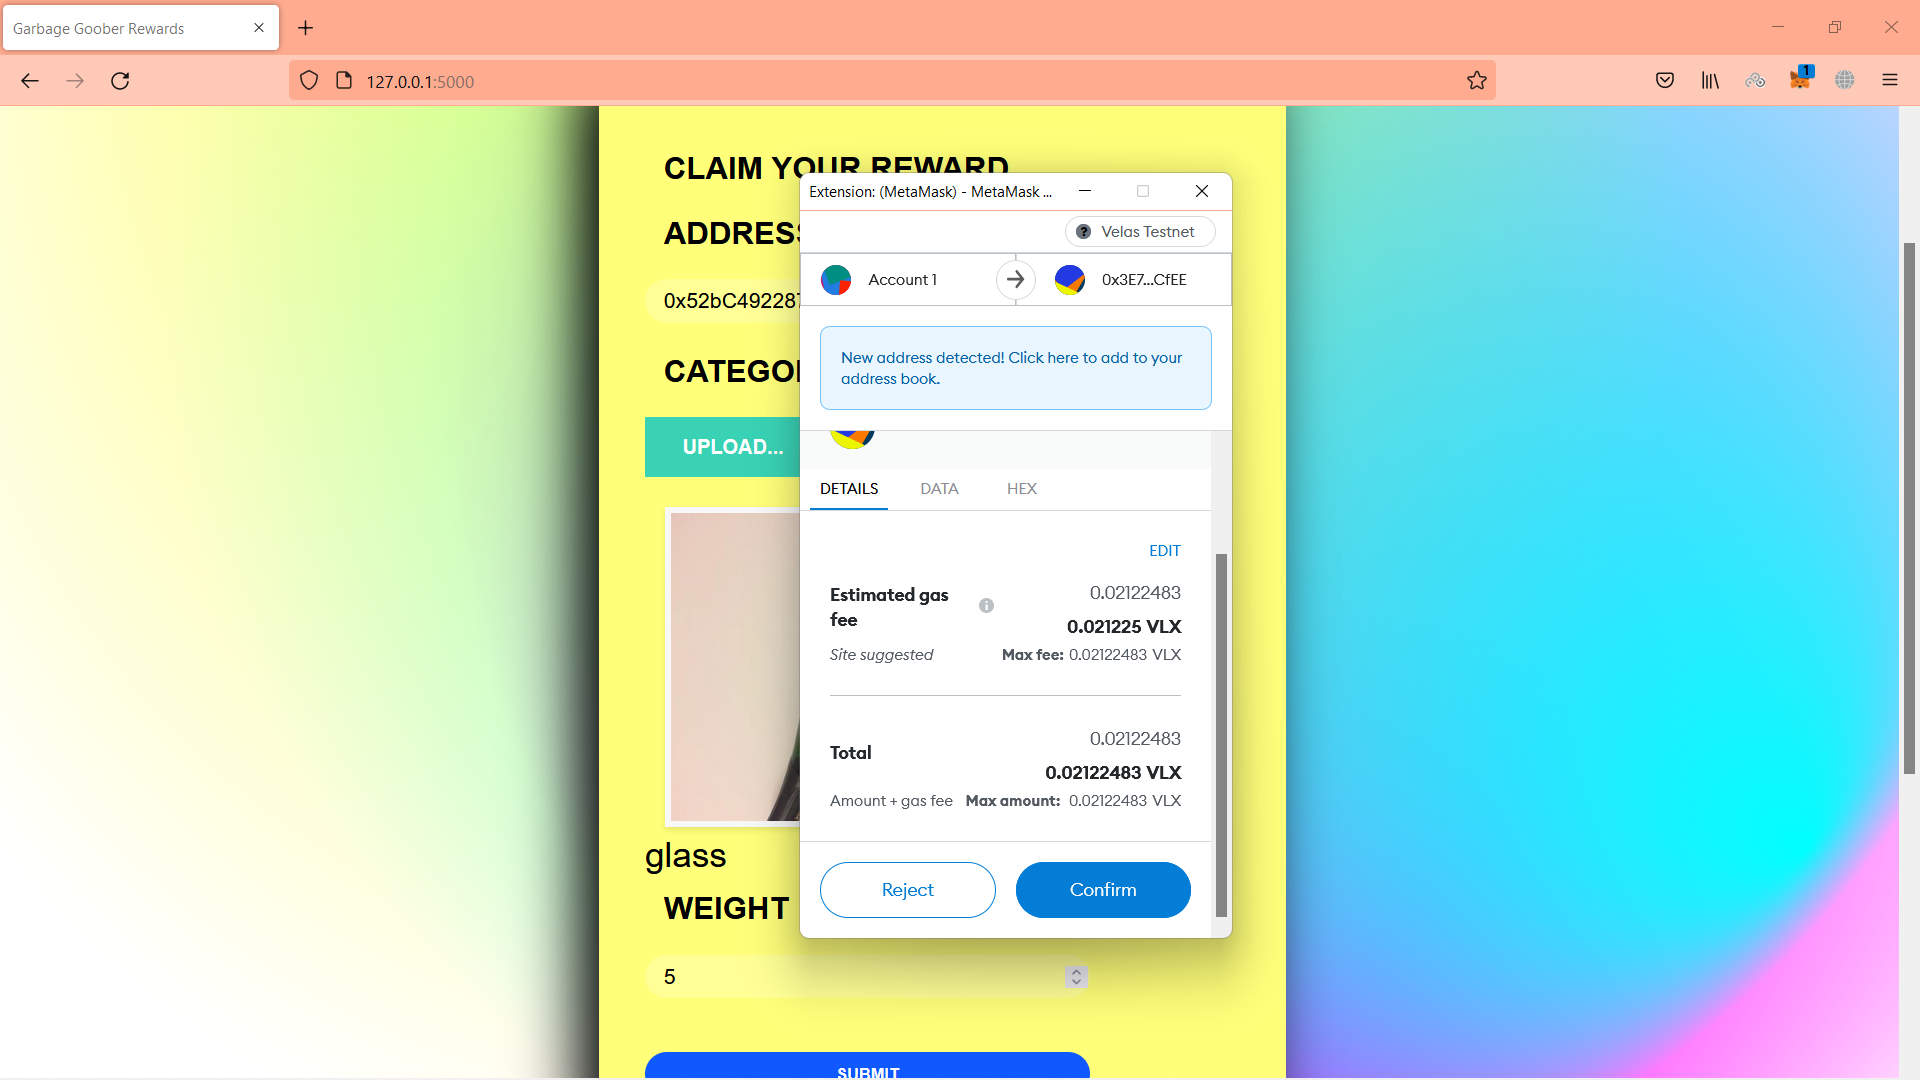 Garbage Goober Rewards
127.0.0.1:5000
1
CLAIM YOUR REWARD
Extension: (MetaMask) - MetaMask ...
ADDRESS
Velas Testnet
Account 1
0x3E7...CfEE
0x52bC492287
New address detected! Click here to add to your
address book.
CATEGO
UPLOAD...
DETAILS DATA HEX
EDIT
Estimated gas
fee
0.02122483
0.021225 VLX
Site suggested
Max fee: 0.02122483 VLX
Total
0.02122483
0.02122483 VLX
Amount + gas fee Max amount: 0.02122483 VLX
glass
Reject
Confirm
WEIGHT
5
SUBMIT